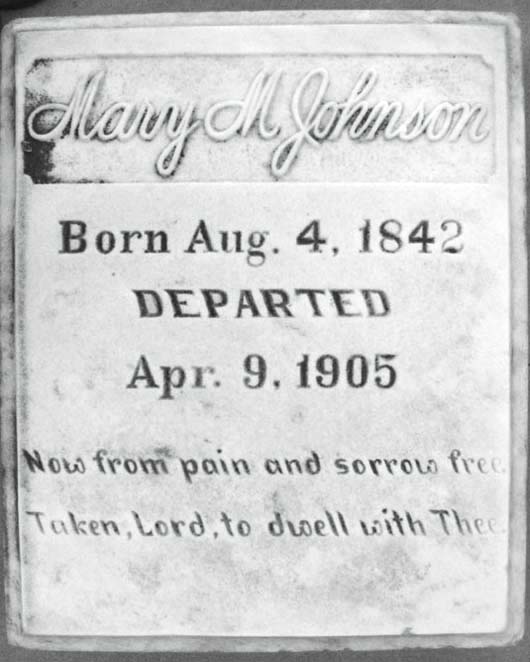 Mary M Johnson
Born Aug. 4, 1842
DEPARTED
Apr. 9, 1905
Now from pain and sorrow free.
Taken, Lord, to dwell with Thee.